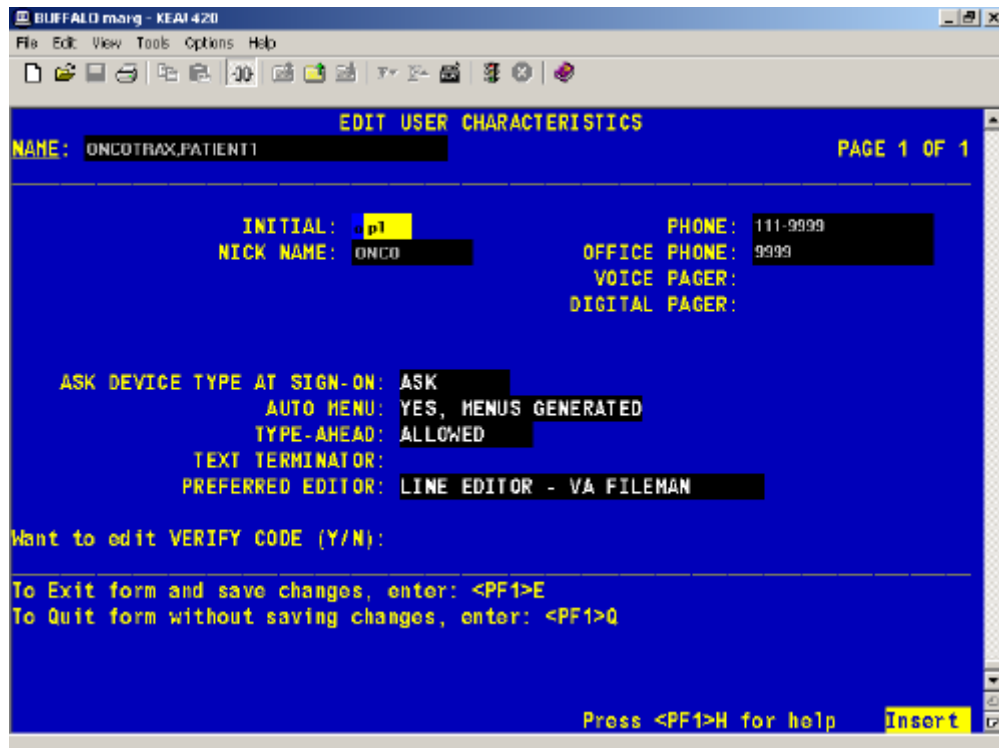 BUFFALO marg - KEA! 420
File Edit View Tools Options Help
EDIT USER CHARACTERISTICS
NAME: ONCOTRAX,PATIENT1 PAGE 1 OF 1
INITIAL: op1 PHONE: 111-9999
NICK NAME: ONCO OFFICE PHONE: 9999
VOICE PAGER:
DIGITAL PAGER:
ASK DEVICE TYPE AT SIGN-ON: ASK
AUTO MENU: YES, MENUS GENERATED
TYPE-AHEAD: ALLOWED
TEXT TERMINATOR:
PREFERRED EDITOR: LINE EDITOR - VA FILEMAN
Want to edit VERIFY CODE (Y/N):
To Exit form and save changes, enter: <PF1>E
To Quit form without saving changes, enter: <PF1>Q
Press <PF1>H for help Insert